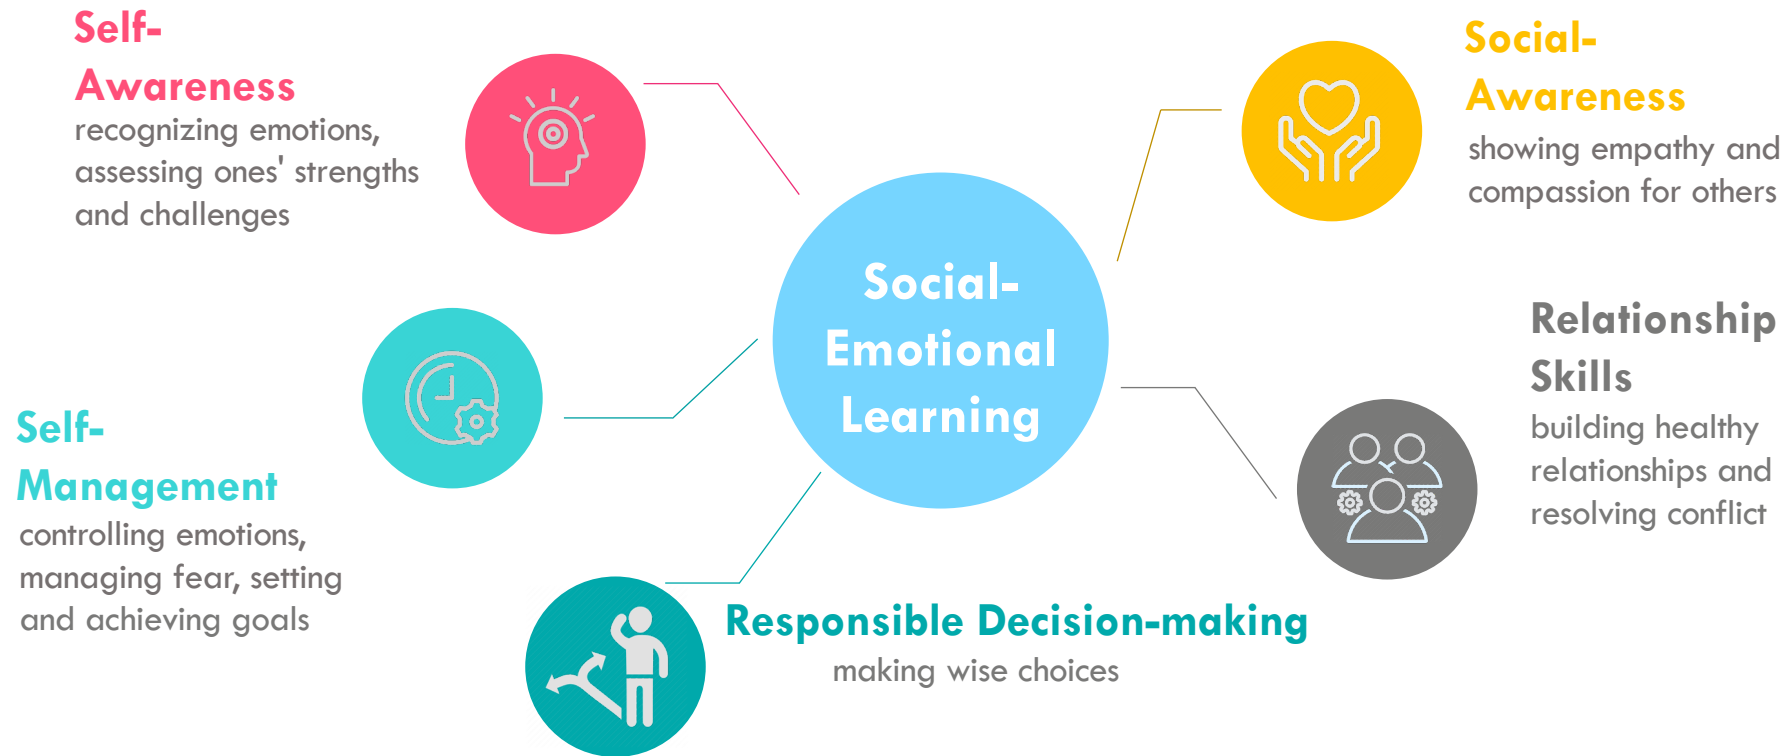 Self-
Awareness
recognizing emotions,
assessing ones' strengths
and challenges
Social-
Awareness
showing empathy and
compassion for others
Social-
Emotional
Learning
Relationship
Skills
building healthy
relationships and
resolving conflict
Self-
Management
controlling emotions,
managing fear, setting
and achieving goals
Responsible Decision-making
making wise choices